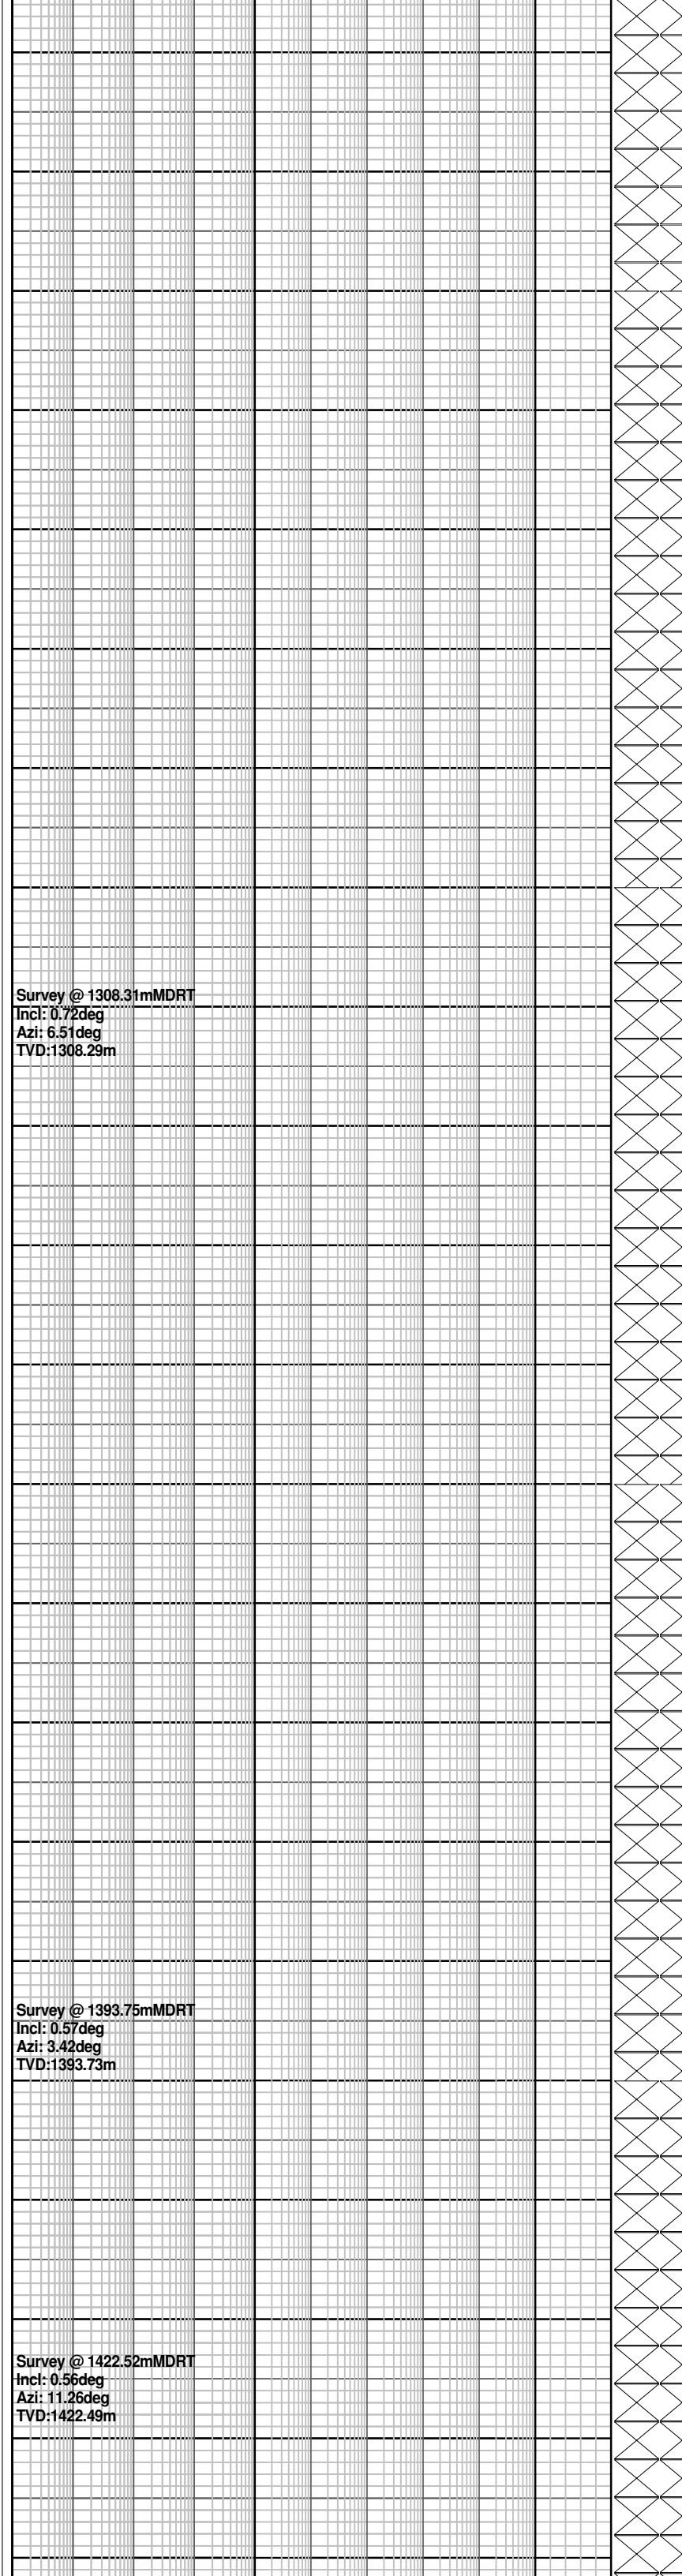 Survey @ 1308.31mMDRT
Incl: 0.72deg
Azi: 6.51deg
TVD:1308.29m
Survey @ 1393.75mMDRT
Incl: 0.57deg
Azi: 3.42deg
TVD:1393.73m
Survey @ 1422.52mMDRT
Incl: 0.56deg
Azi: 11.26deg
TVD:1422.49m